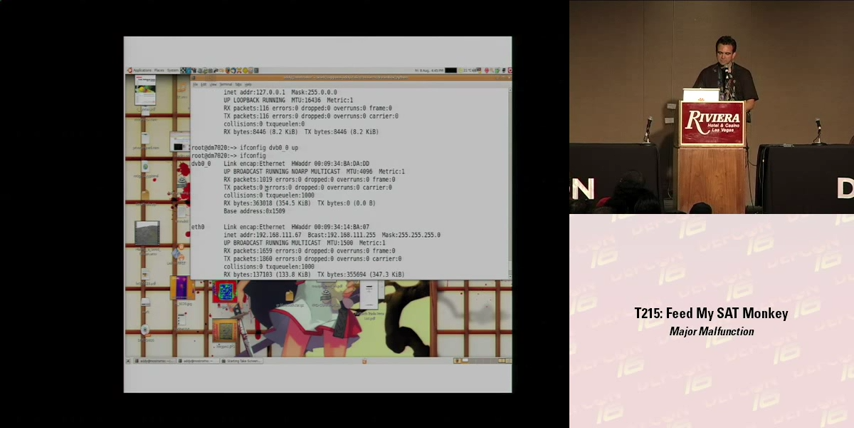 inet addr:127.0.0.1 Mask:255.0.0.0
UP LOOPBACK RUNNING MTU:16436 Metric:1
RX packets:116 errors:0 dropped:0 overruns:0 frame:0
TX packets:116 errors:0 dropped:0 overruns:0 carrier:0
collisions:0 txqueuelen:0
RX bytes:8446 (8.2 KiB) TX bytes:8446 (8.2 KiB)
root@dm7020:~> ifconfig dvb0_0 up
root@dm7020:~> ifconfig
dvb0_0 Link encap:Ethernet HWaddr 00:09:34:BA:DA:DD
UP BROADCAST RUNNING NOARP MULTICAST MTU:4096 Metric:1
RX packets:1019 errors:0 dropped:0 overruns:0 frame:0
TX packets:0 errors:0 dropped:0 overruns:0 carrier:0
collisions:0 txqueuelen:1000
RX bytes:363018 (354.5 KiB) TX bytes:0 (0.0 B)
Base address:0x1509
eth0 Link encap:Ethernet HWaddr 00:09:34:14:BA:07
inet addr:192.168.111.67 Bcast:192.168.111.255 Mask:255.255.255.0
UP BROADCAST RUNNING MULTICAST MTU:1500 Metric:1
RX packets:1659 errors:0 dropped:0 overruns:0 frame:0
TX packets:1860 errors:0 dropped:0 overruns:0 carrier:0
collisions:0 txqueuelen:1000
RX bytes:137103 (133.8 KiB) TX bytes:355694 (347.3 KiB)
RIVIERA
Hotel & Casino
Las Vegas
N
D
T215: Feed My SAT Monkey
Major Malfunction